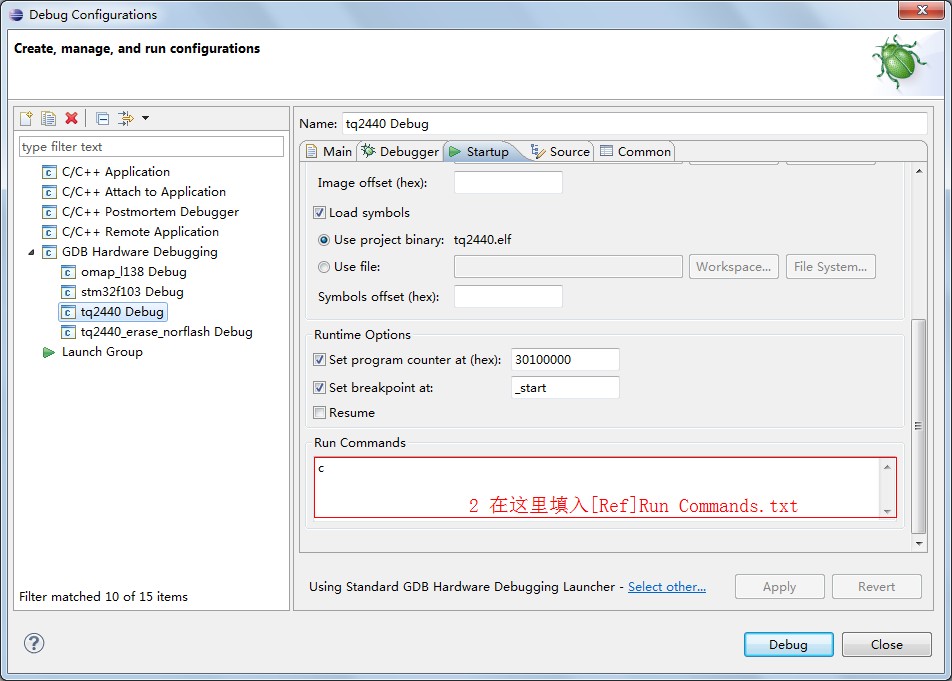 Debug Configurations
Create, manage, and run configurations
type filter text
C/C++ Application
C/C++ Attach to Application
C/C++ Postmortem Debugger
C/C++ Remote Application
GDB Hardware Debugging
omap_l138 Debug
stm32f103 Debug
tq2440 Debug
tq2440_erase_norflash Debug
Launch Group
Filter matched 10 of 15 items
Name: tq2440 Debug
Main Debugger Startup Source Common
Image offset (hex):
Load symbols
Use project binary: tq2440.elf
Use file: Workspace... File System...
Symbols offset (hex):
Runtime Options
Set program counter at (hex): 30100000
Set breakpoint at: _start
Resume
Run Commands
c
2 在这里填入[Ref]Run Commands.txt
Using Standard GDB Hardware Debugging Launcher - Select other... Apply Revert
Debug Close